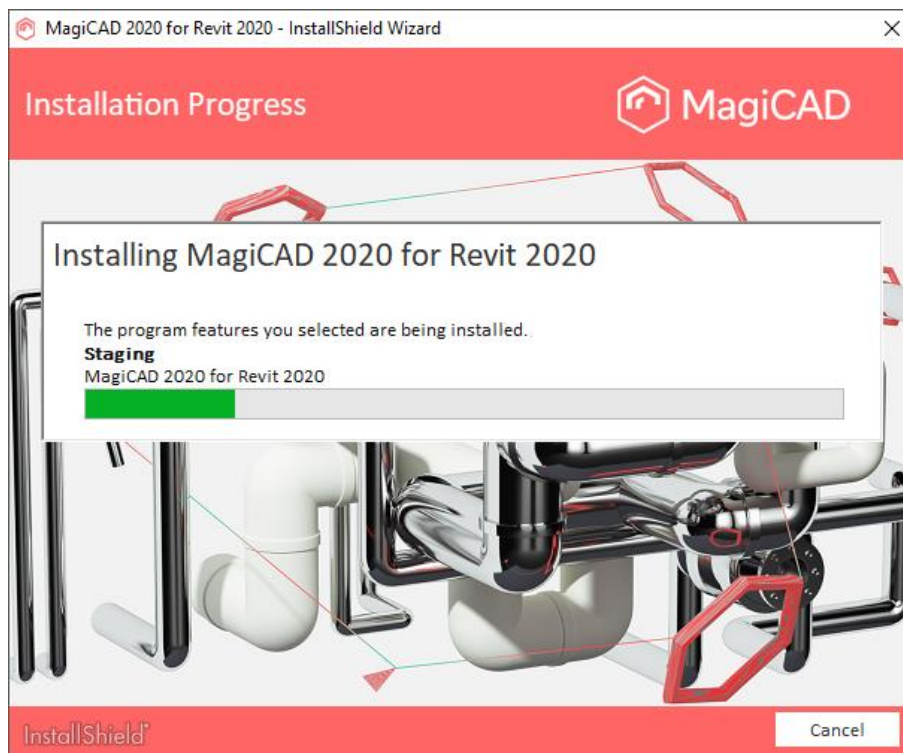 MagiCAD 2020 for Revit 2020 - InstallShield Wizard
Installation Progress
MagiCAD
Installing MagiCAD 2020 for Revit 2020
The program features you selected are being installed.
Staging
MagiCAD 2020 for Revit 2020
InstallShield
Cancel